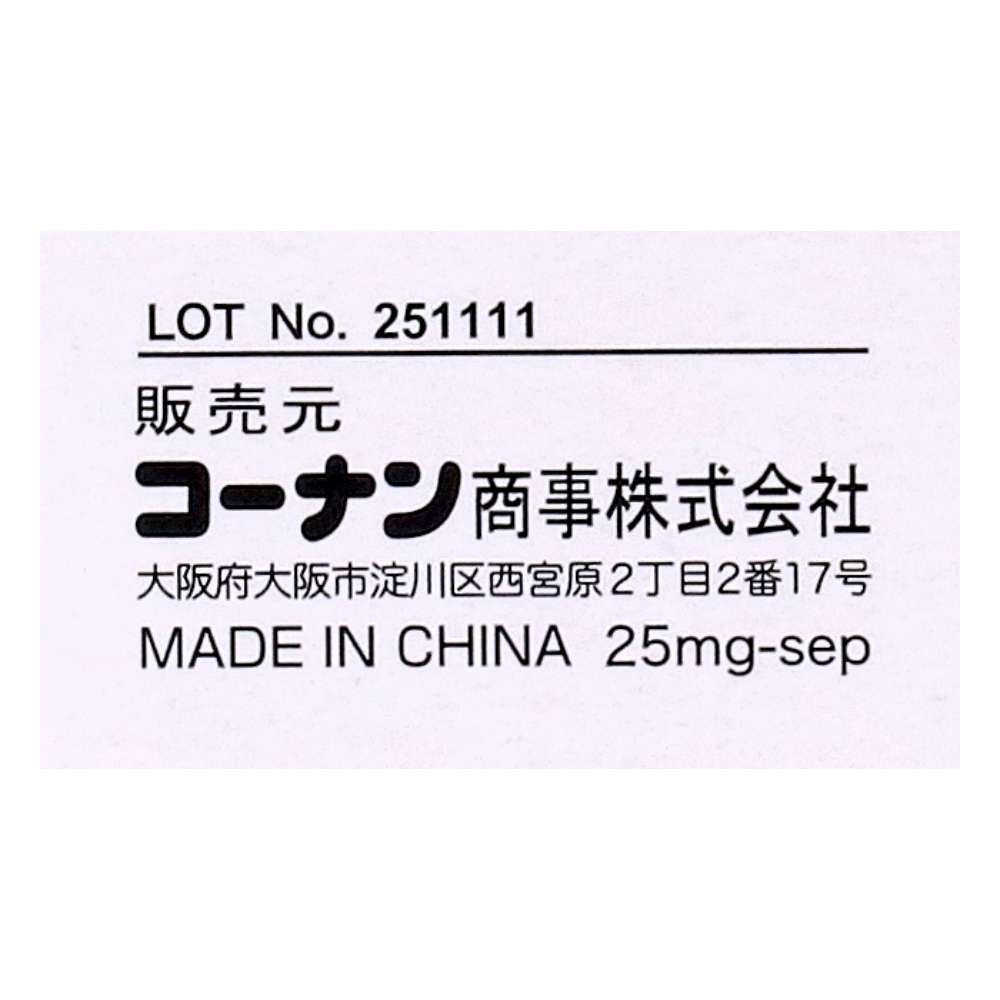 LOT No. 251111
販売元
コーナン商事株式会社
大阪府大阪市淀川区西宮原2丁目2番17号
MADE IN CHINA 25mg-sep